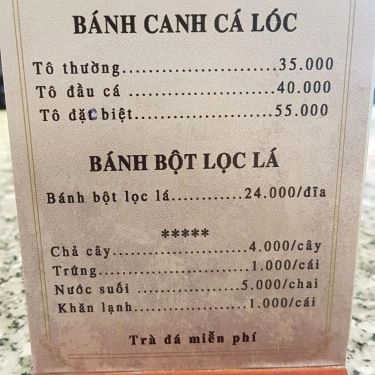 BÁNH CANH CÁ LÓC
Tô thường.......................35.000
Tô đầu cá .......................40.000
Tô đặc biệt......................55.000
BÁNH BỘT LỌC LÁ
Bánh bột lọc lá............24.000/đĩa
*****
Chả cây........................4.000/cây
Trứng...........................1.000/cái
Nước suối ................5.000/chai
Khăn lạnh...................1.000/cái
Trà đá miễn phí